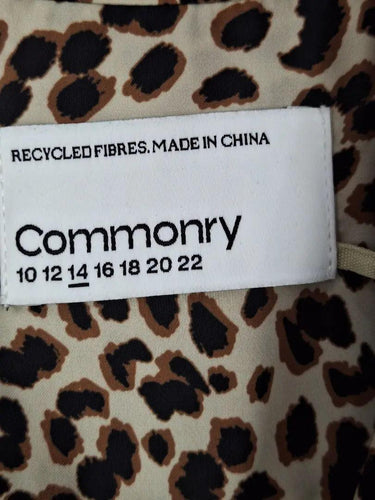 RECYCLED FIBRES. MADE IN CHINA
Commonry
10 12 14 16 18 20 22